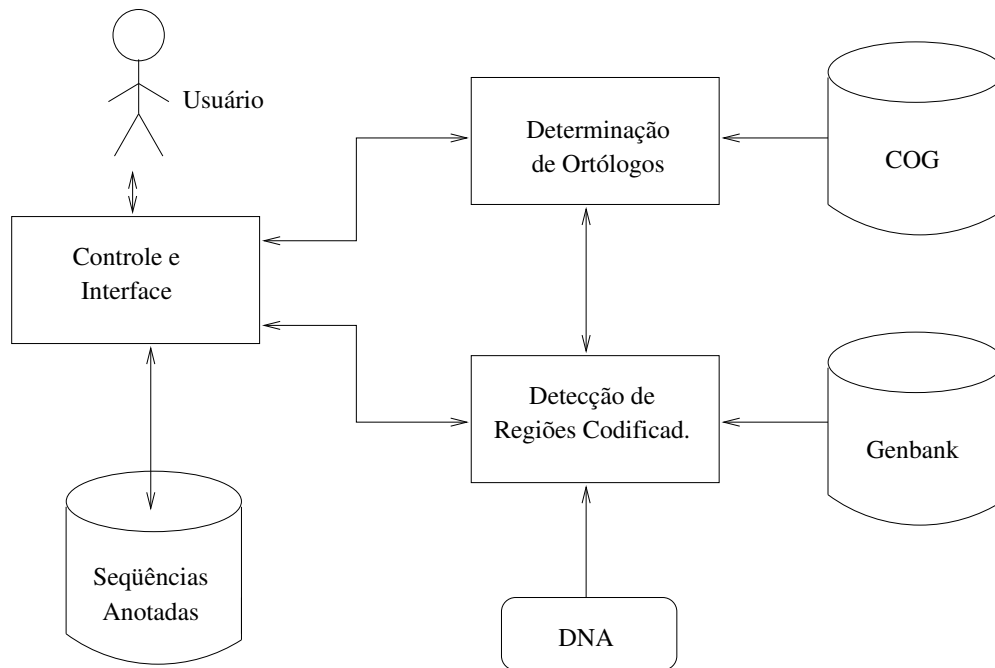 Usuário
Determinação
de Ortólogos
COG
Controle e
Interface
Detecção de
Regiões Codificad.
Genbank
Seqüências
Anotadas
DNA